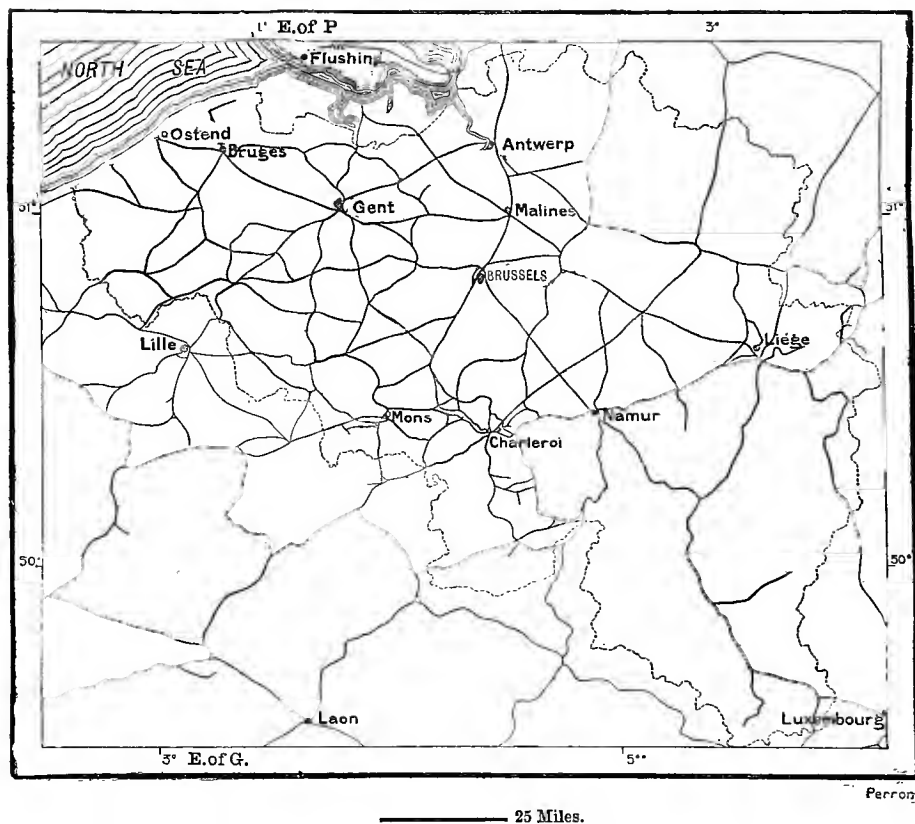 1° E. of P
3°
NORTH SEA
Flushin
Ostend
Bruges
Antwerp
51°
Gent
Malines
51°
BRUSSELS
Lille
Liége
Mons
Namur
Charleroi
50°
50°
Laon
Luxembourg
3° E. of G.
5°
Perron
25 Miles.